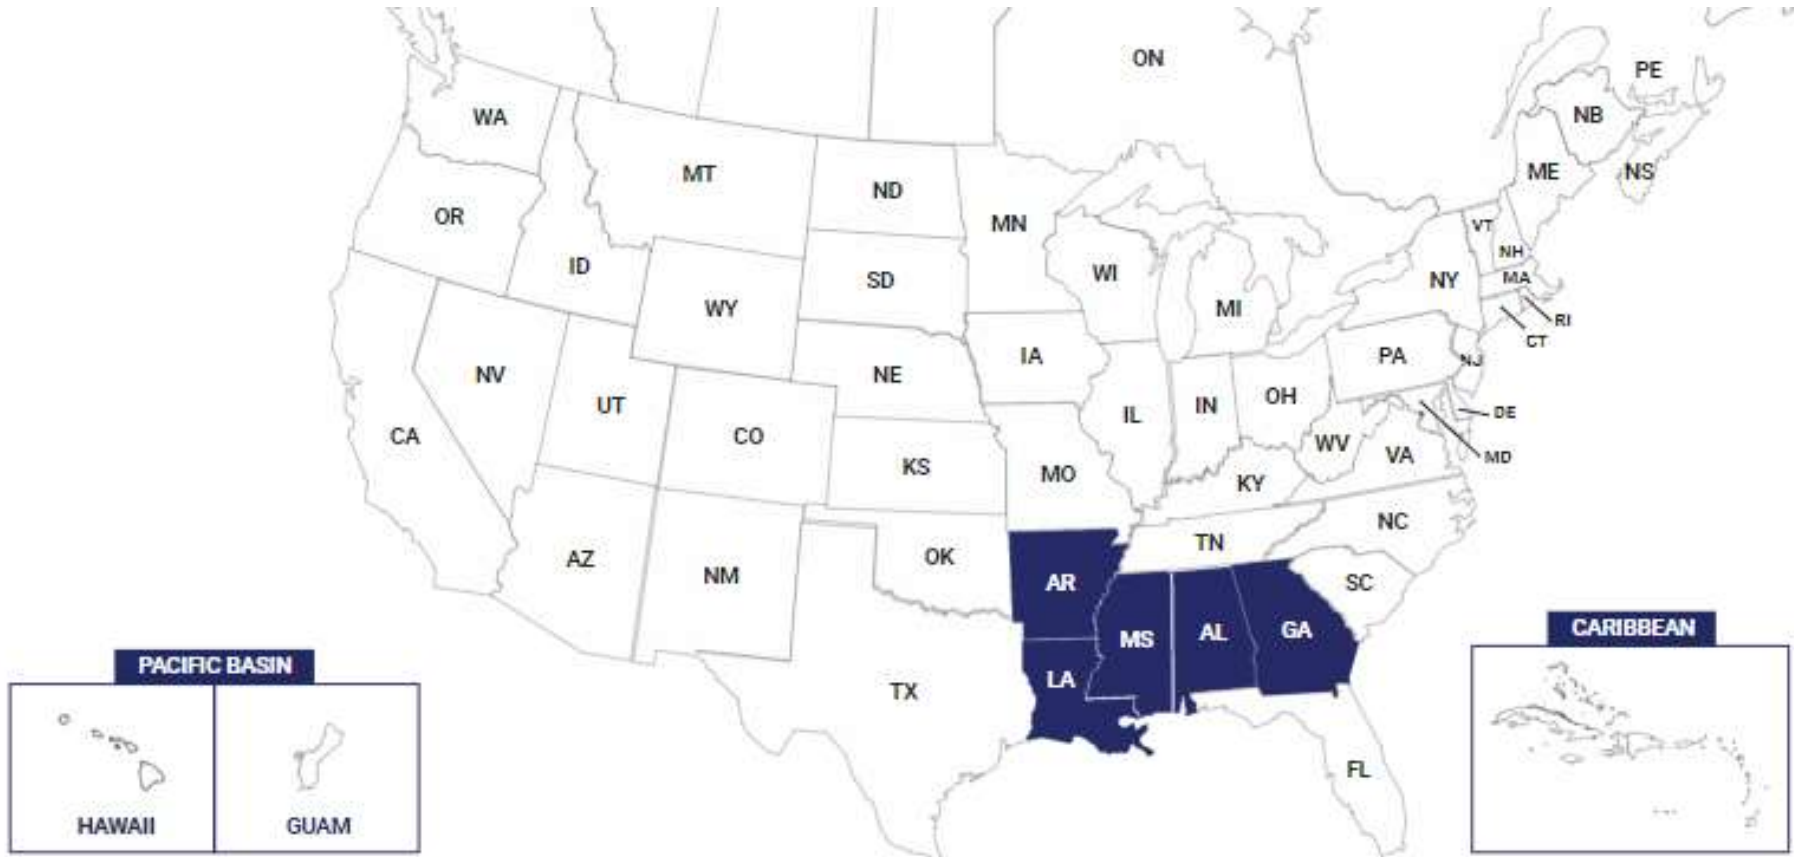 ON
PE
NB
WA
MT
ND
ME
NS
OR
MN
VT
NH
ID
SD
WI
NY
MA
WY
MI
RI
CT
IA
PA
NJ
NV
NE
UT
OH
IN
IL
DE
CA
CO
WV
VA
MD
KS
MO
KY
NC
TN
AZ
NM
OK
AR
SC
MS
AL
GA
LA
TX
FL
PACIFIC BASIN
HAWAII
GUAM
CARIBBEAN